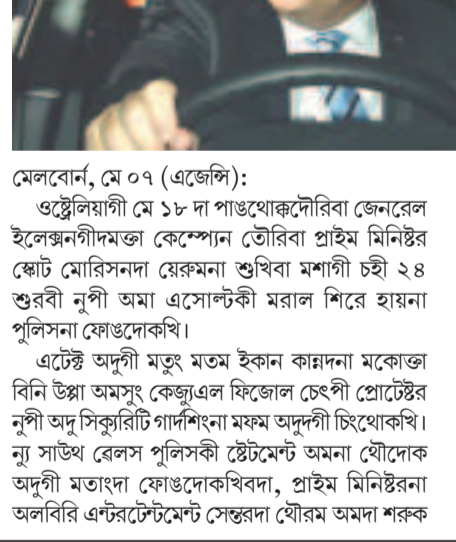 মেলবোর্ন, মে ০৭ (এজেন্সি):
ওষ্ট্রেলিয়াগী মে ১৮ দা পাঙথোক্কদৌরিবা জেনরেল
ইলেক্সনগীদমক্তা কেম্পেন তৌরিবা প্রাইম মিনিষ্টর
স্কোট মোরিসনদা য়েরুমনা শুখিবা মশাগী চহী ২৪
শুরবী নুপী অমা এসোল্টকী মরাল শিরে হায়না
পুলিসনা ফোঙদোকখি।
এটেক্ট অদুগী মতুং মতম ইকান কান্নদনা মকোক্তা
বিনি উপ্পা অমসুং কেজুএল ফিজোল চেৎপী প্রোটেষ্টর
নুপী অদু সিক্যুরিটি গার্দশিংনা মফম অদুদগী চিংথোকখি।
ন্যু সাউথ ৱেলস পুলিসকী ষ্টেটমেন্ট অমনা থৌদোক
অদুগী মতাংদা ফোঙদোকখিবদা, প্রাইম মিনিষ্টরনা
অলবিরি এন্টরটেন্টমেন্ট সেন্তরদা থৌরম অমদা শরুক